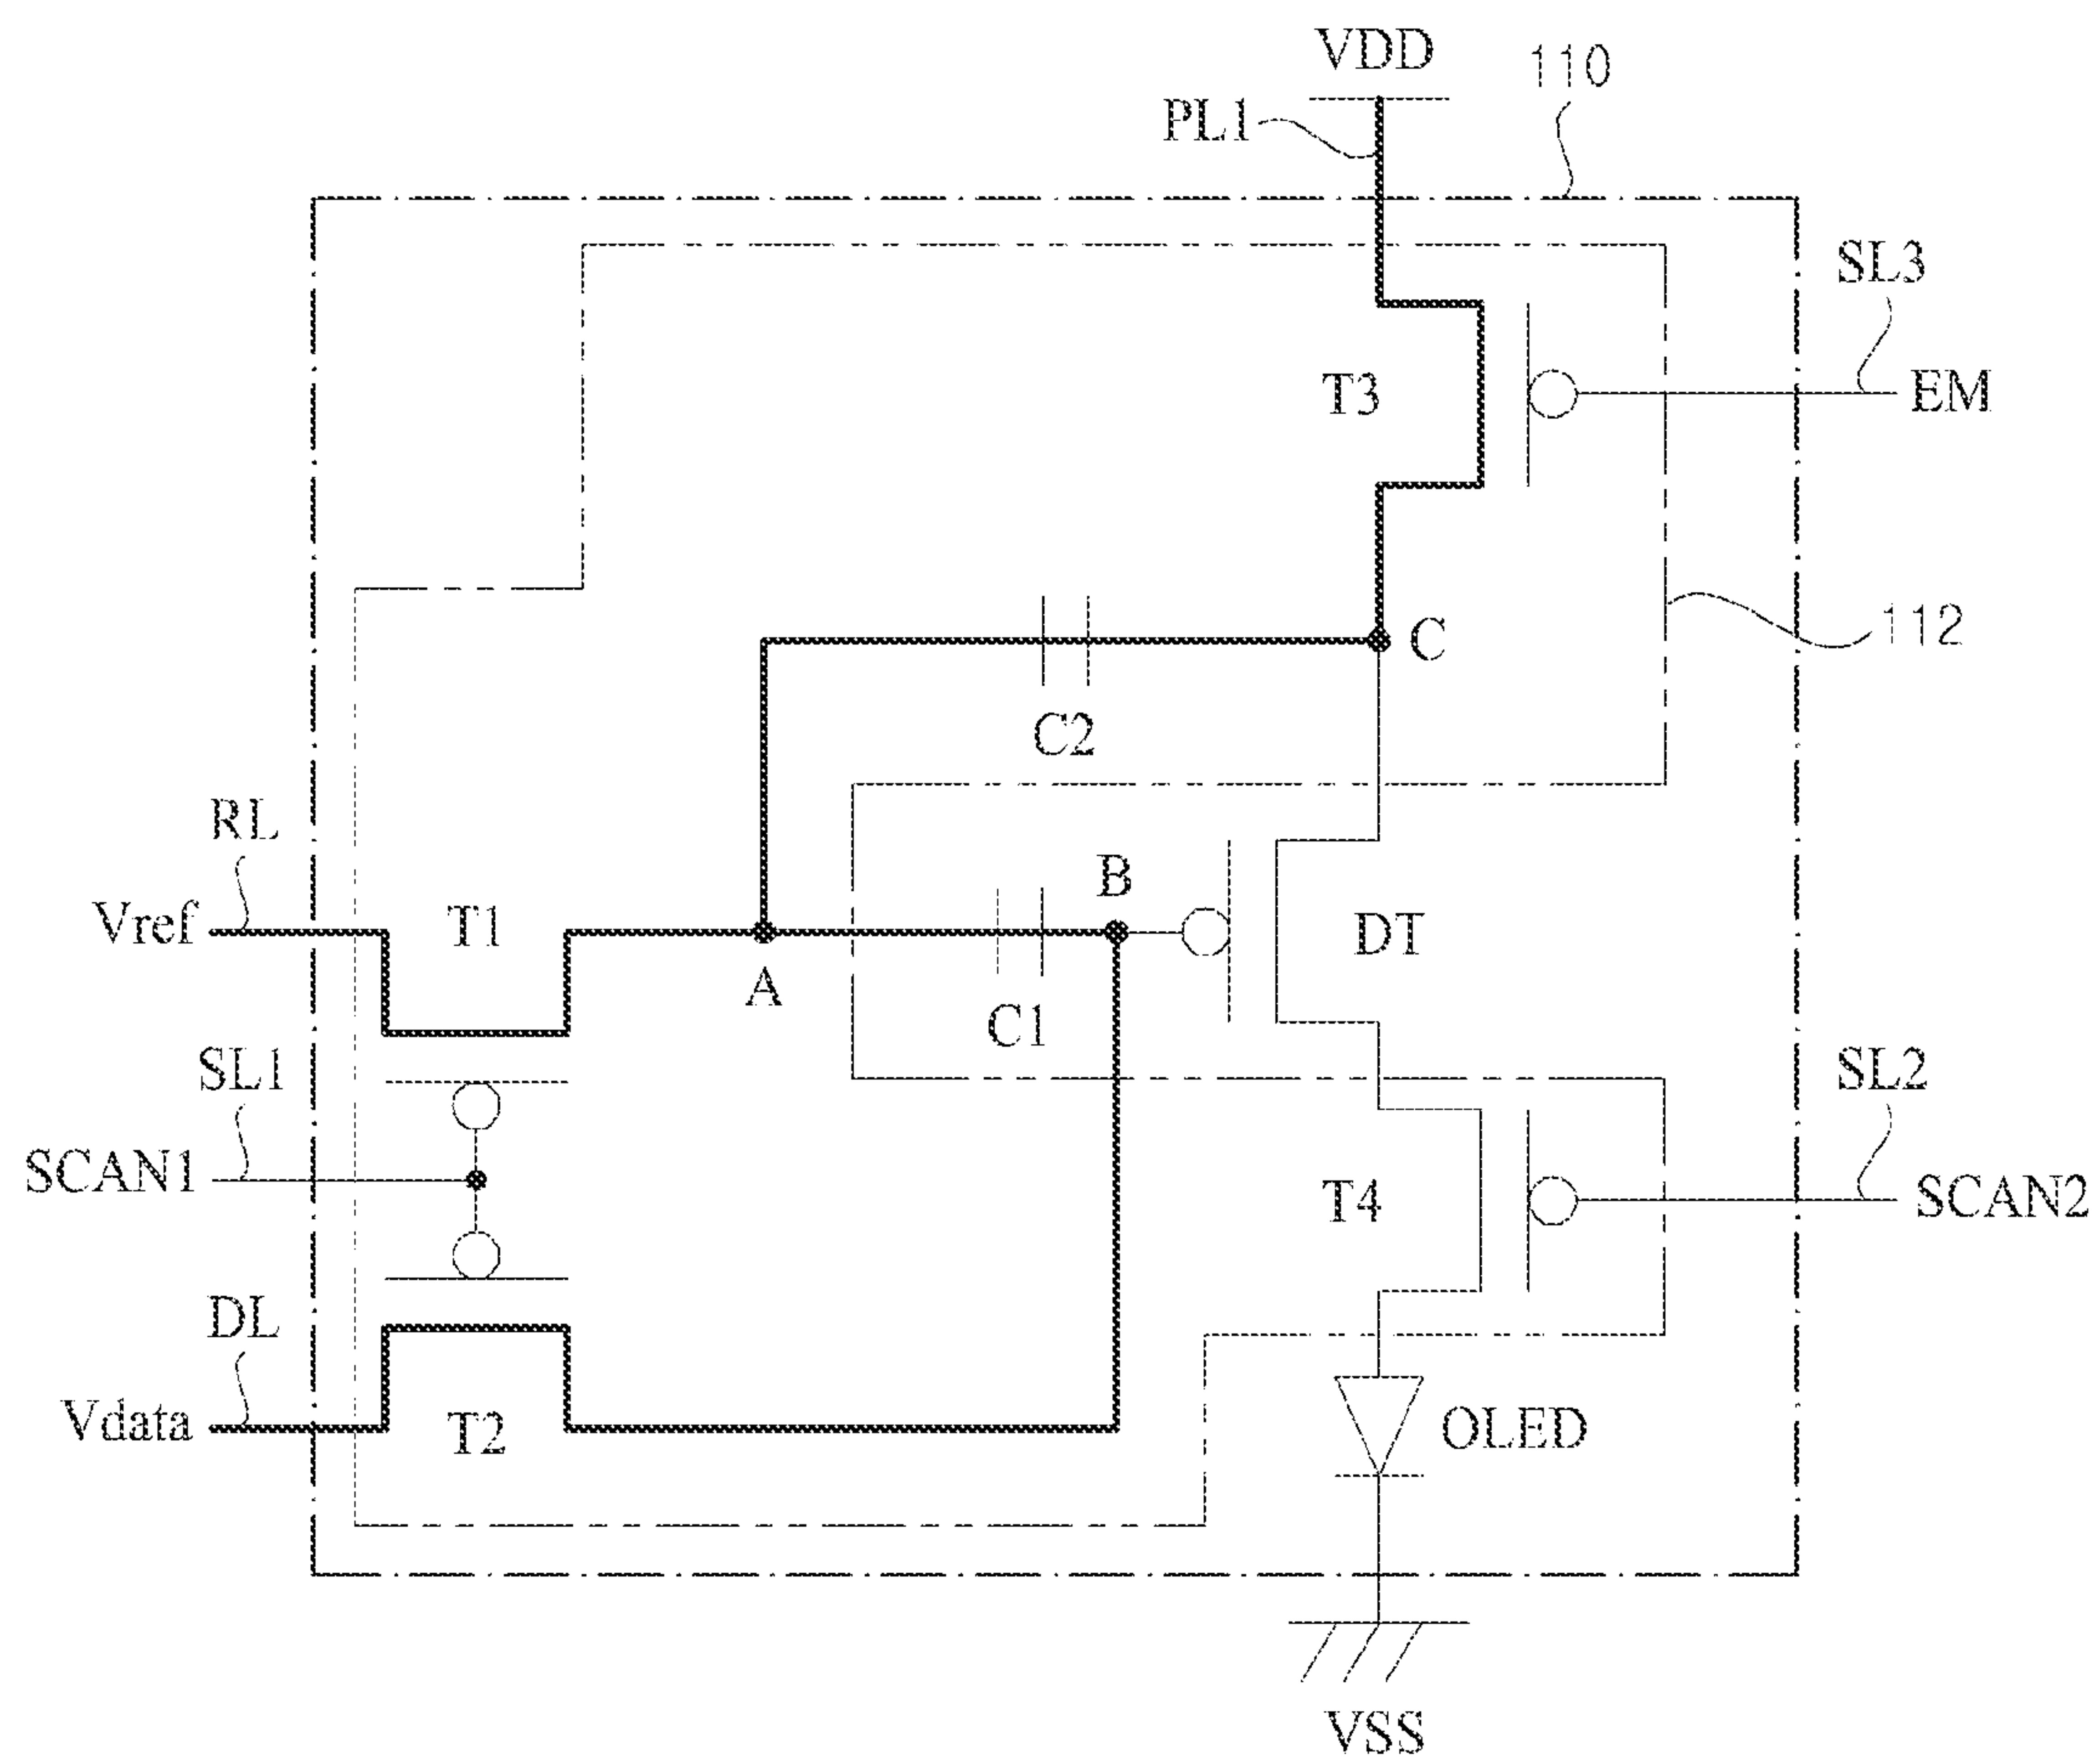 VDD
110
PL1
SL3
T3
EM
C
112
C2
RL
B
Vref
T1
DT
A
C1
SL1
SL2
SCAN1
T4
SCAN2
DL
Vdata
T2
OLED
VSS